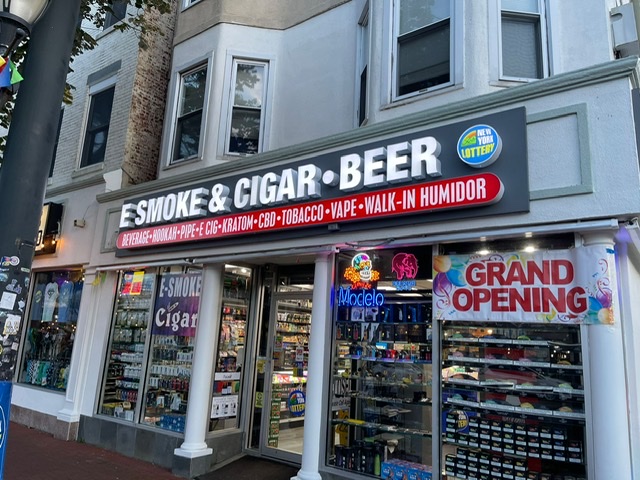 E-SMOKE & CIGAR • BEER
NEW YORK LOTTERY
BEVERAGE • HOOKAH • PIPE • E CIG • KRATOM • CBD • TOBACCO • VAPE • WALK-IN HUMIDOR
E-SMOKE
Cigar
Modelo
GRAND
OPENING